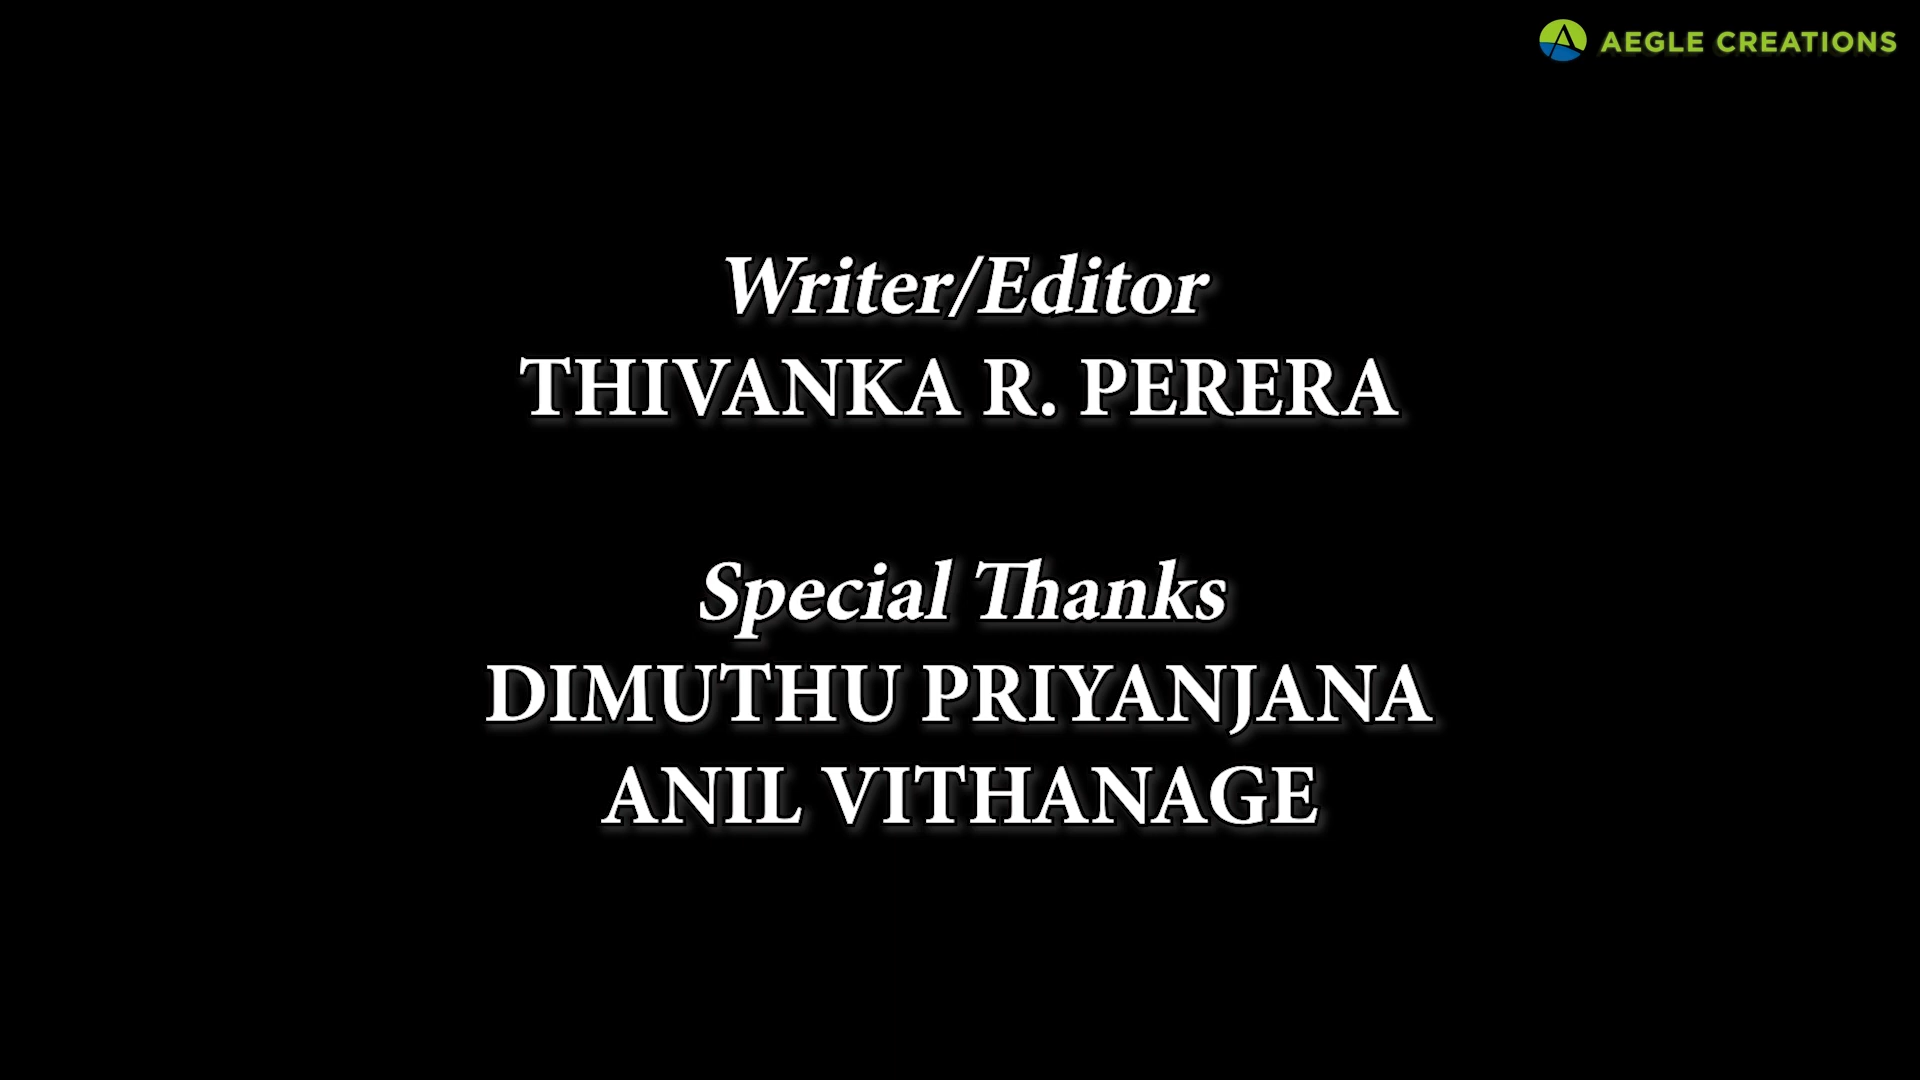 AEGLE CREATIONS
Writer/Editor
THIVANKA R. PERERA
Special Thanks
DIMUTHU PRIYANJANA
ANIL VITHANAGE